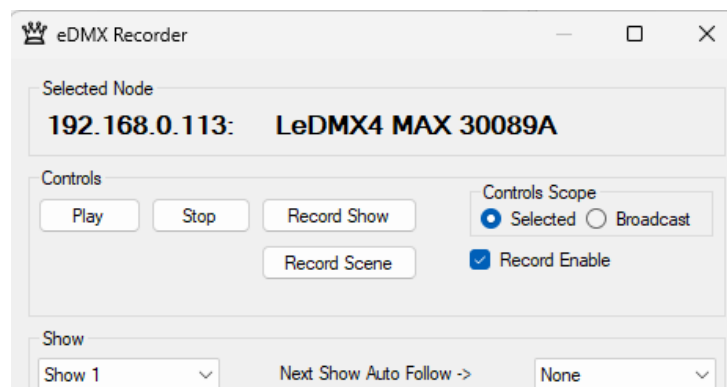 eDMX Recorder
Selected Node
192.168.0.113: LeDMX4 MAX 30089A
Controls
Controls Scope
Play Stop Record Show Selected Broadcast
Record Scene Record Enable
Show
Show 1 Next Show Auto Follow -> None